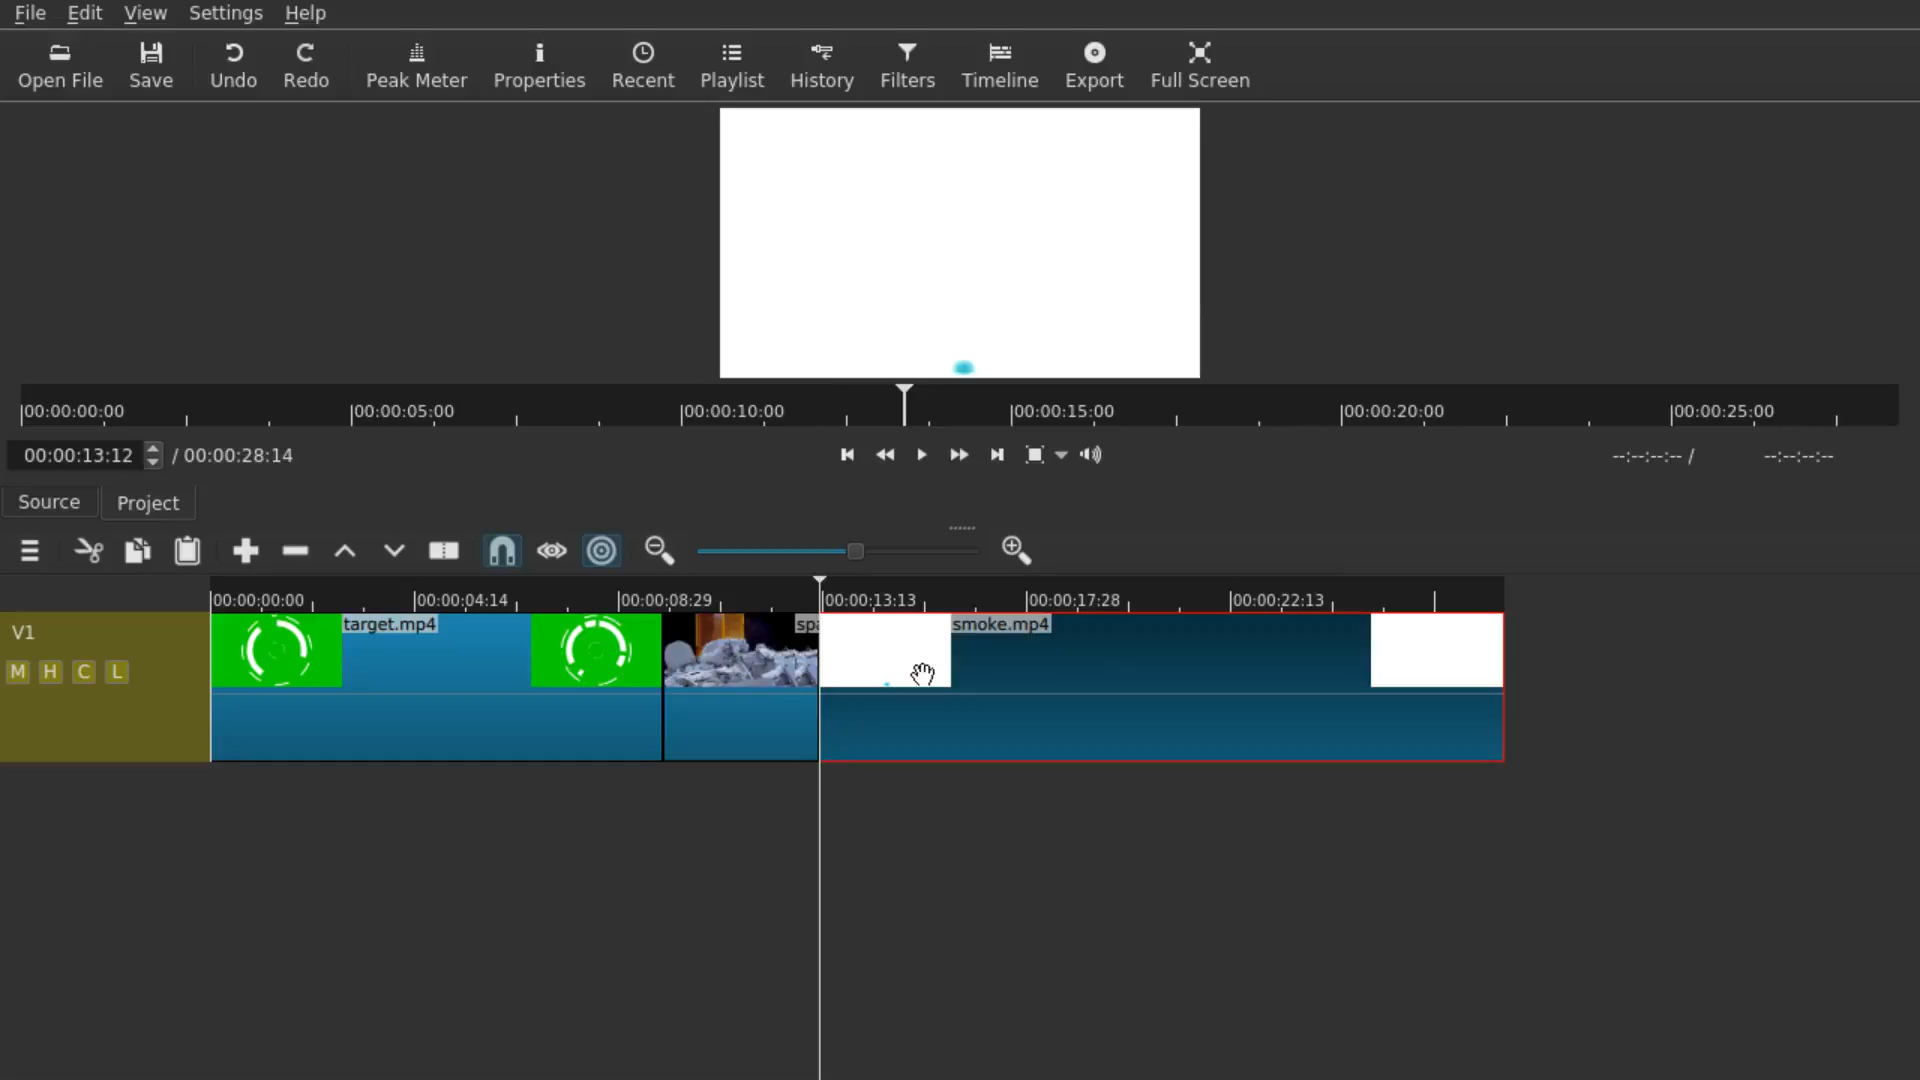 File Edit View Settings Help
Open File Save Undo Redo Peak Meter Properties Recent Playlist History Filters Timeline Export Full Screen
00:00:00:00 00:00:05:00 00:00:10:00 00:00:15:00 00:00:20:00 00:00:25:00
00:00:13:12 / 00:00:28:14 --:--:--:-- / --:--:--:--
Source Project
00:00:00:00 00:00:04:14 00:00:08:29 00:00:13:13 00:00:17:28 00:00:22:13
V1 target.mp4 spa smoke.mp4
M H C L